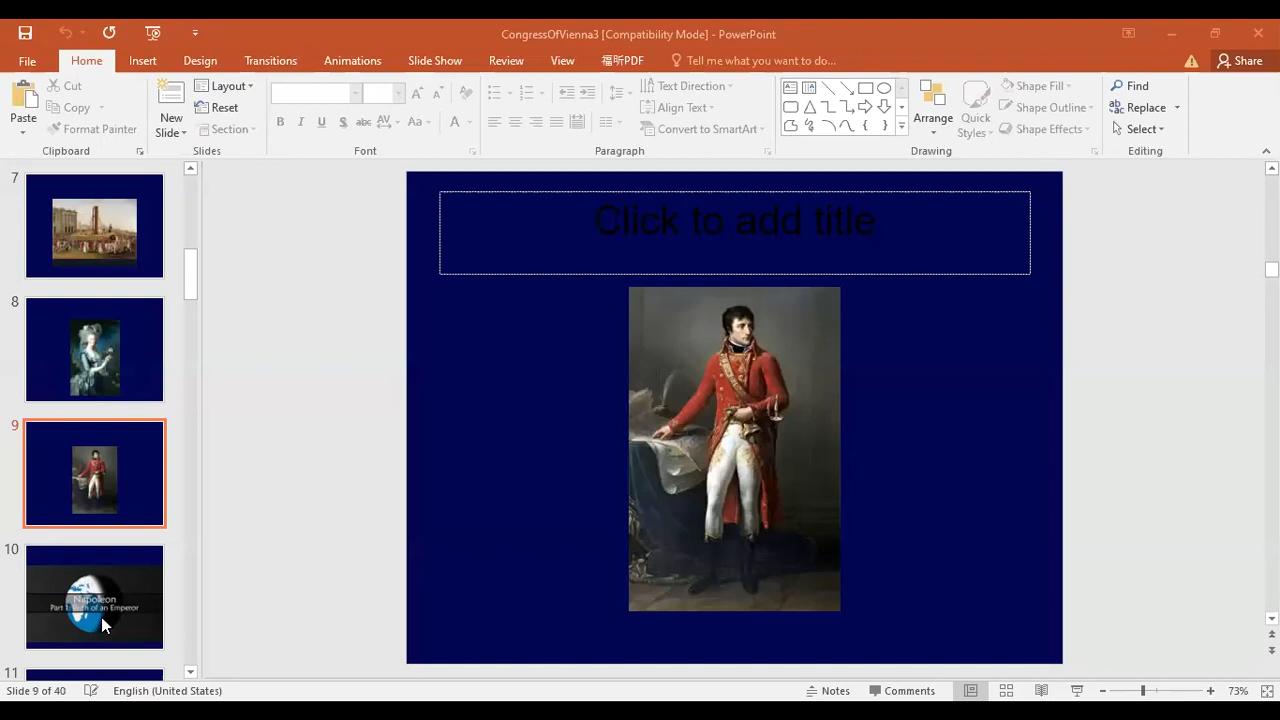 CongressOfVienna3 [Compatibility Mode] - PowerPoint
File Home Insert Design Transitions Animations Slide Show Review View 福昕PDF Tell me what you want to do... Share
Paste
Cut
Copy
Format Painter
Clipboard
New
Slide
Layout
Reset
Section
Slides
B I U S abc AV Aa A
Font
Text Direction
Align Text
Convert to SmartArt
Paragraph
Arrange
Quick
Styles
Shape Fill
Shape Outline
Shape Effects
Drawing
Find
Replace
Select
Editing
7
8
9
10
Napoleon
Part 1: Birth of an Emperor
11
Click to add title
Slide 9 of 40 English (United States) Notes Comments 73%